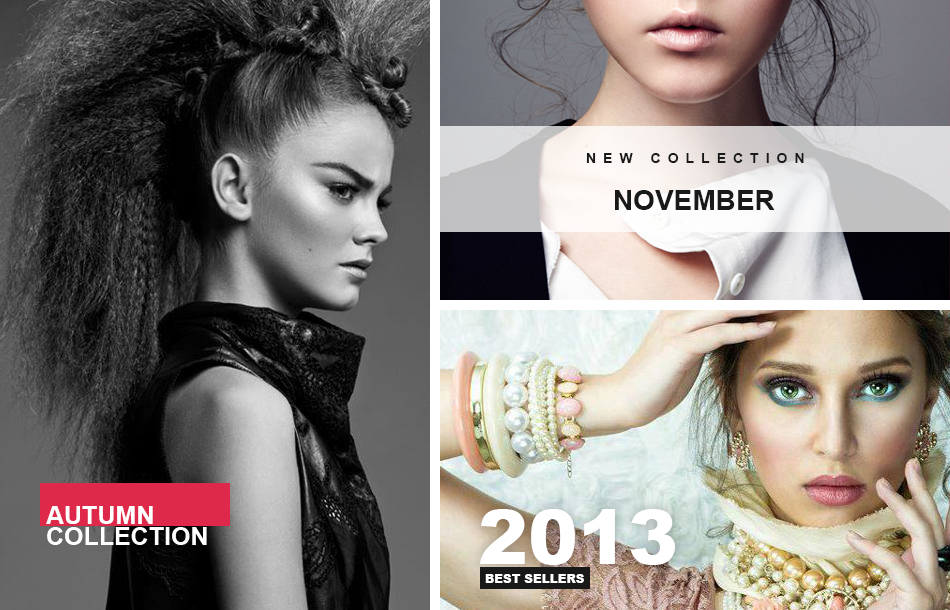 AUTUMN
COLLECTION
NEW COLLECTION
NOVEMBER
2013
BEST SELLERS